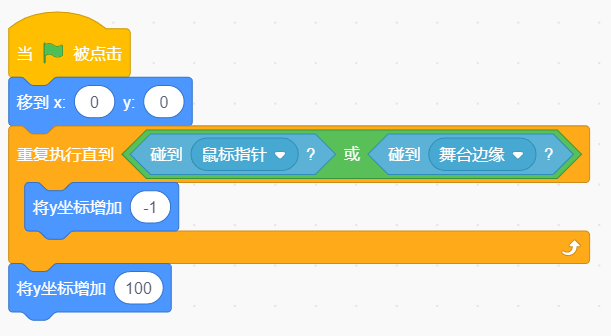 当 被点击
移到 x: 0 y: 0
重复执行直到 碰到 鼠标指针 ? 或 碰到 舞台边缘 ?
将y坐标增加 -1
将y坐标增加 100